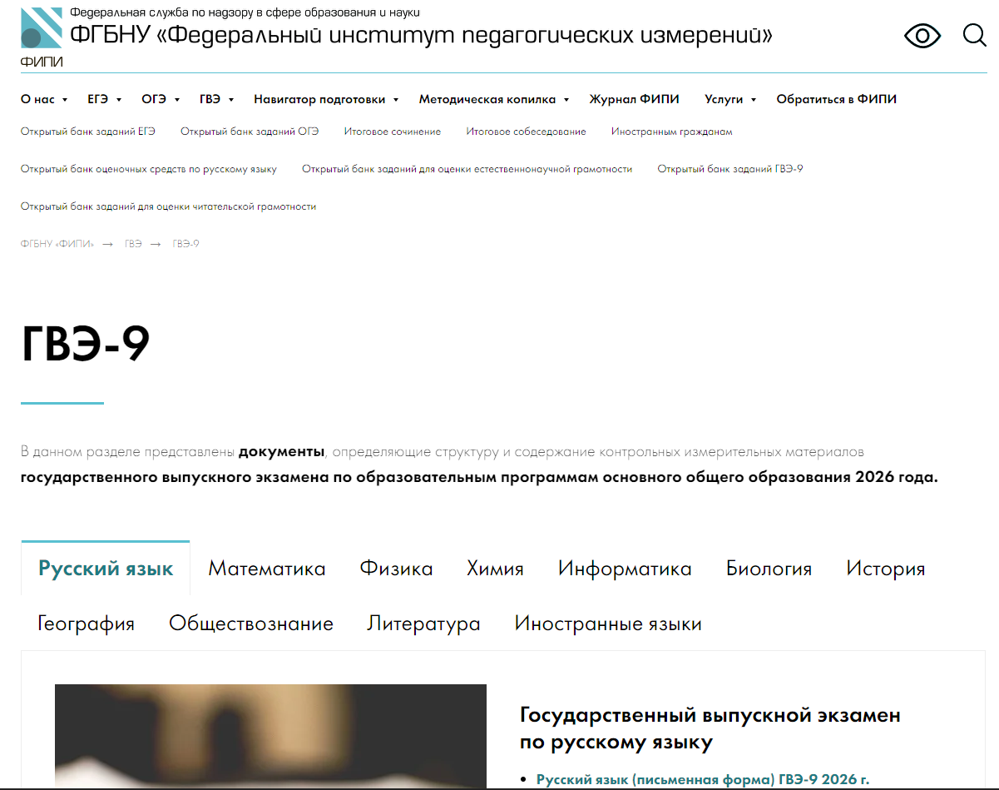 Федеральная служба по надзору в сфере образования и науки
ФГБНУ «Федеральный институт педагогических измерений»
ФИПИ
О нас ЕГЭ ОГЭ ГВЭ Навигатор подготовки Методическая копилка Журнал ФИПИ Услуги Обратиться в ФИПИ
Открытый банк заданий ЕГЭ Открытый банк заданий ОГЭ Итоговое сочинение Итоговое собеседование Иностранным гражданам
Открытый банк оценочных средств по русскому языку Открытый банк заданий для оценки естественнонаучной грамотности Открытый банк заданий ГВЭ-9
Открытый банк заданий для оценки читательской грамотности
ФГБНУ «ФИПИ» → ГВЭ → ГВЭ-9
ГВЭ-9
В данном разделе представлены документы, определяющие структуру и содержание контрольных измерительных материалов
государственного выпускного экзамена по образовательным программам основного общего образования 2026 года.
Русский язык Математика Физика Химия Информатика Биология История
География Обществознание Литература Иностранные языки
Государственный выпускной экзамен
по русскому языку
• Русский язык (письменная форма) ГВЭ-9 2026 г.